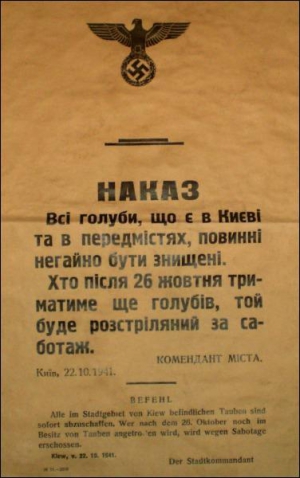 НАКАЗ
Всі голуби, що є в Києві
та в передмістях, повинні
негайно бути знищені.
Хто після 26 жовтня три-
матиме ще голубів, той
буде розстріляний за са-
ботаж.
КОМЕНДАНТ МІСТА.
Київ, 22.10.1941.
BEFEHL
Alle im Stadtgebiet von Kiew befindlichen Tauben sind
sofort abzuschaffen. Wer nach dem 26. Oktober noch im
Besitz von Tauben angetro en wird, wird wegen Sabotage
erschossen.
Kiew, v. 22. 10. 1941.
Der Stadtkommandant